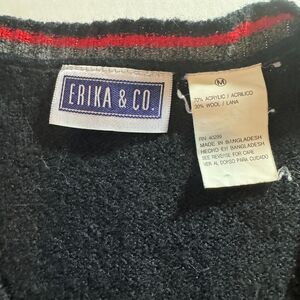 ERIKA & CO.
M
70% ACRYLIC / ACRILICO
30% WOOL / LANA
RN 40299
MADE IN BANGLADESH
HECHO EN BANGLADESH
SEE REVERSE FOR CARE
VER AL DORSO PARA CUIDADO